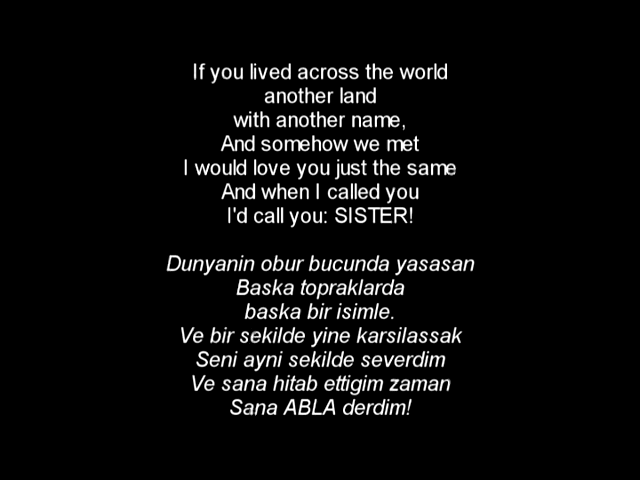 If you lived across the world
another land
with another name,
And somehow we met
I would love you just the same
And when I called you
I'd call you: SISTER!
Dunyanin obur bucunda yasasan
Baska topraklarda
baska bir isimle.
Ve bir sekilde yine karsilassak
Seni ayni sekilde severdim
Ve sana hitab ettigim zaman
Sana ABLA derdim!